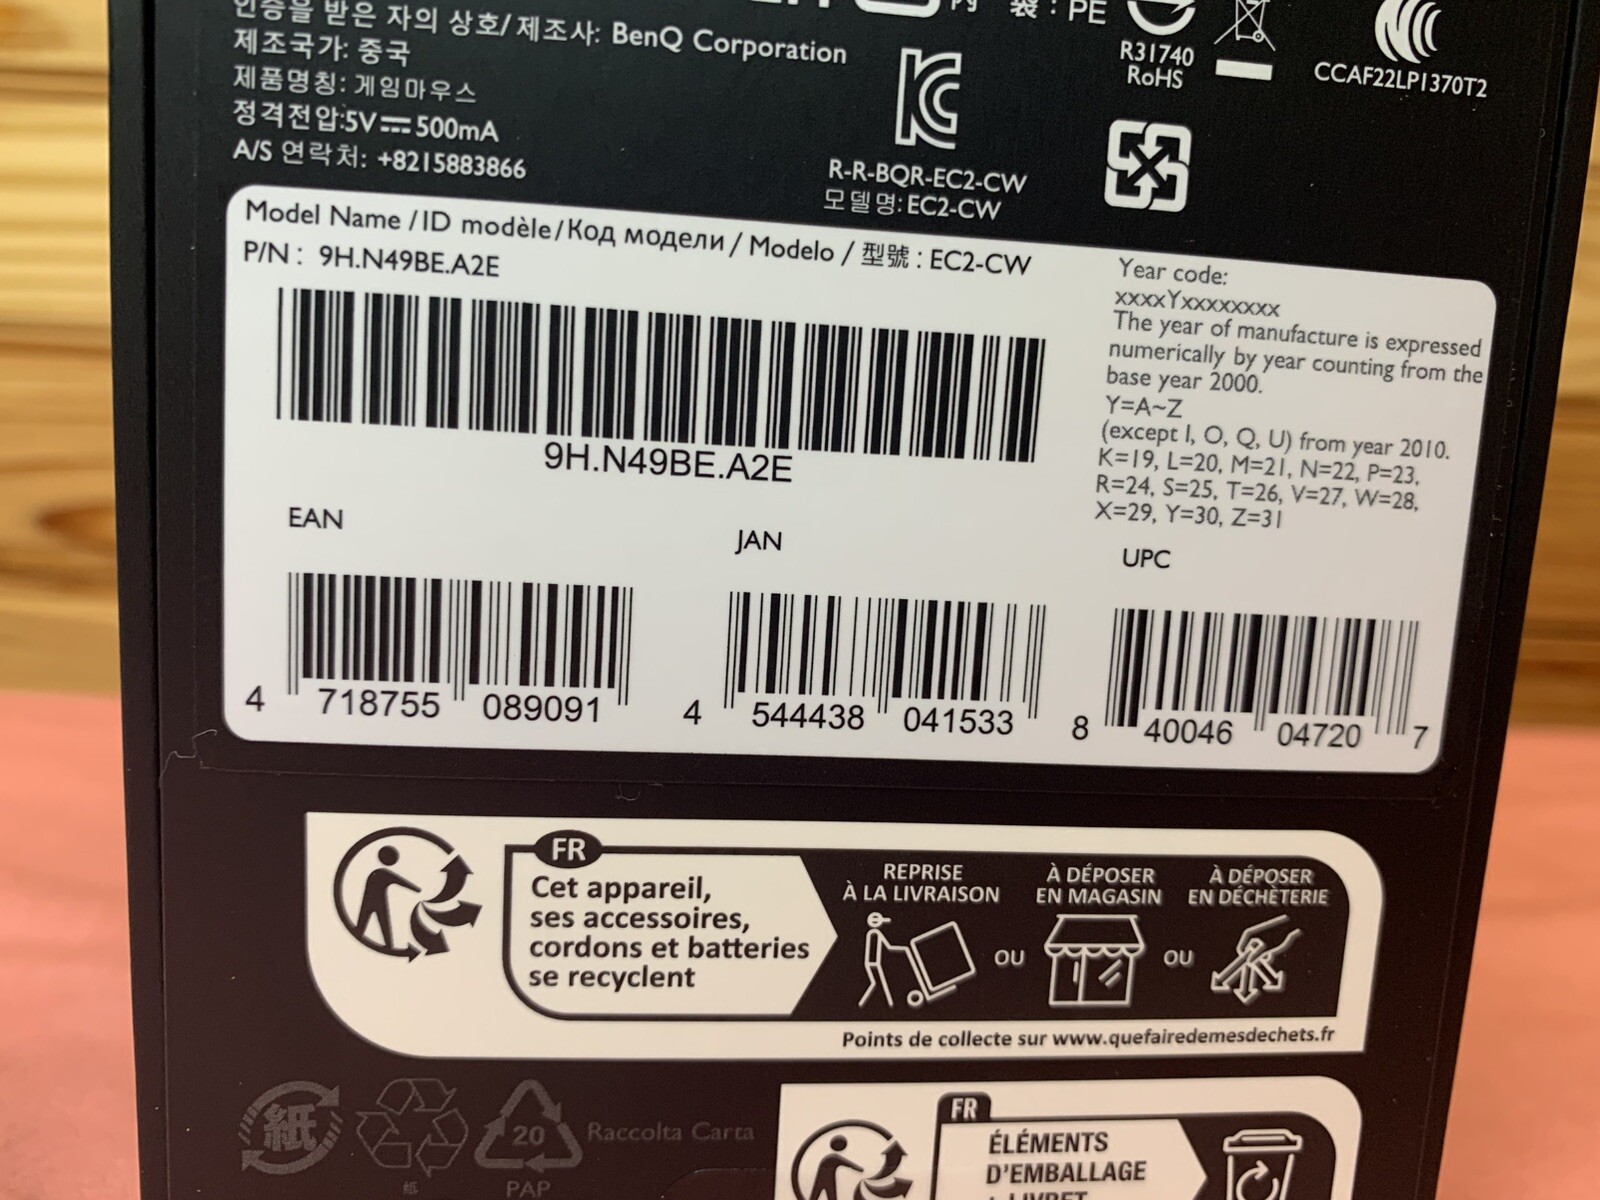 인증을 받은 자의 상호/제조사: BenQ Corporation
제조국가: 중국
제품명칭: 게임마우스
정격전압:5V⎓500mA
A/S 연락처: +8215883866
: PE
R31740
RoHS
CCAF22LP1370T2
R-R-BQR-EC2-CW
모델명:EC2-CW
Model Name /ID modèle/Код модели / Modelo / 型號 : EC2-CW
P/N : 9H.N49BE.A2E
9H.N49BE.A2E
Year code:
xxxxYxxxxxxxx
The year of manufacture is expressed
numerically by year counting from the
base year 2000.
Y=A~Z
(except I, O, Q, U) from year 2010.
K=19, L=20, M=21, N=22, P=23,
R=24, S=25, T=26, V=27, W=28,
X=29, Y=30, Z=31
EAN
4 718755 089091
JAN
4 544438 041533
UPC
8 40046 04720 7
FR
Cet appareil,
ses accessoires,
cordons et batteries
se recyclent
REPRISE
À LA LIVRAISON
OU
À DÉPOSER
EN MAGASIN
OU
À DÉPOSER
EN DÉCHÈTERIE
Points de collecte sur www.quefairedemesdechets.fr
紙
紙
20
PAP
Raccolta Carta
FR
ÉLÉMENTS
D'EMBALLAGE
+ LIVRET